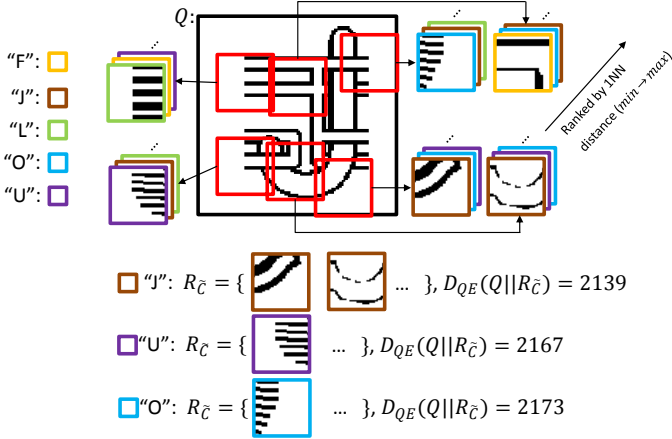 Q:
“F”:
“J”:
“L”:
“O”:
“U”:
...
...
...
...
...
...
Ranked by 1NN
distance (min→max)
“J”: R_C̃ = { ... }, D_QE(Q||R_C̃) = 2139
“U”: R_C̃ = { ... }, D_QE(Q||R_C̃) = 2167
“O”: R_C̃ = { ... }, D_QE(Q||R_C̃) = 2173